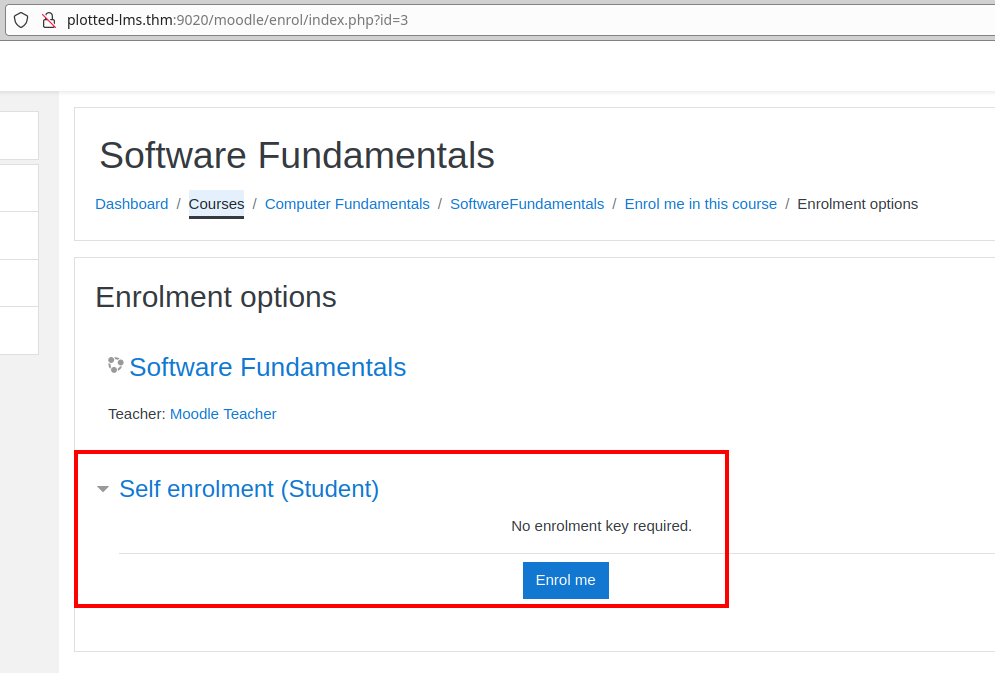 plotted-lms.thm:9020/moodle/enrol/index.php?id=3
Software Fundamentals
Dashboard / Courses / Computer Fundamentals / SoftwareFundamentals / Enrol me in this course / Enrolment options
Enrolment options
Software Fundamentals
Teacher: Moodle Teacher
Self enrolment (Student)
No enrolment key required.
Enrol me